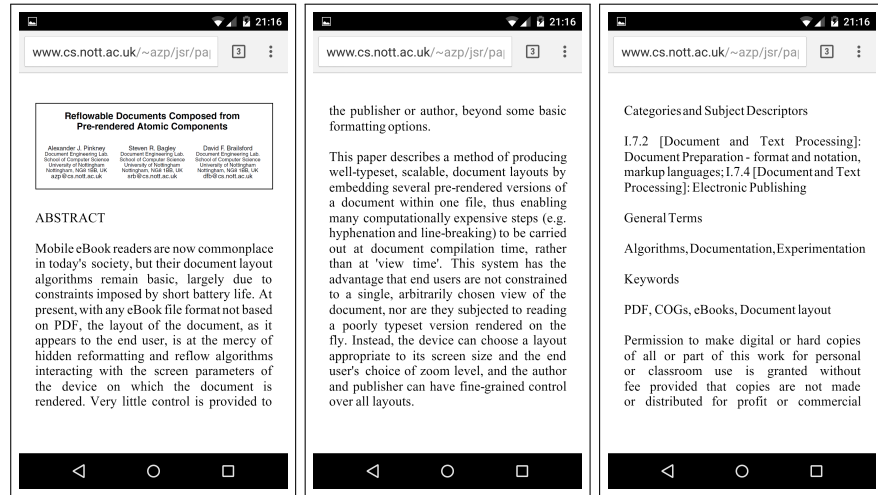 21:16
www.cs.nott.ac.uk/~azp/jsr/pa
3
Reflowable Documents Composed from
Pre-rendered Atomic Components
Alexander J. Pinkney
Document Engineering Lab.
School of Computer Science
University of Nottingham
Nottingham, NG8 1BB, UK
azp@cs.nott.ac.uk
Steven R. Bagley
Document Engineering Lab.
School of Computer Science
University of Nottingham
Nottingham, NG8 1BB, UK
srb@cs.nott.ac.uk
David F. Brailsford
Document Engineering Lab.
School of Computer Science
University of Nottingham
Nottingham, NG8 1BB, UK
dfb@cs.nott.ac.uk
ABSTRACT
Mobile eBook readers are now commonplace
in today's society, but their document layout
algorithms remain basic, largely due to
constraints imposed by short battery life. At
present, with any eBook file format not based
on PDF, the layout of the document, as it
appears to the end user, is at the mercy of
hidden reformatting and reflow algorithms
interacting with the screen parameters of
the device on which the document is
rendered. Very little control is provided to
21:16
www.cs.nott.ac.uk/~azp/jsr/pa
3
the publisher or author, beyond some basic
formatting options.
This paper describes a method of producing
well-typeset, scalable, document layouts by
embedding several pre-rendered versions of
a document within one file, thus enabling
many computationally expensive steps (e.g.
hyphenation and line-breaking) to be carried
out at document compilation time, rather
than at 'view time'. This system has the
advantage that end users are not constrained
to a single, arbitrarily chosen view of the
document, nor are they subjected to reading
a poorly typeset version rendered on the
fly. Instead, the device can choose a layout
appropriate to its screen size and the end
user's choice of zoom level, and the author
and publisher can have fine-grained control
over all layouts.
21:16
www.cs.nott.ac.uk/~azp/jsr/pa
3
Categories and Subject Descriptors
I.7.2 [Document and Text Processing]:
Document Preparation - format and notation,
markup languages; I.7.4 [Document and Text
Processing]: Electronic Publishing
General Terms
Algorithms, Documentation, Experimentation
Keywords
PDF, COGs, eBooks, Document layout
Permission to make digital or hard copies
of all or part of this work for personal
or classroom use is granted without
fee provided that copies are not made
or distributed for profit or commercial